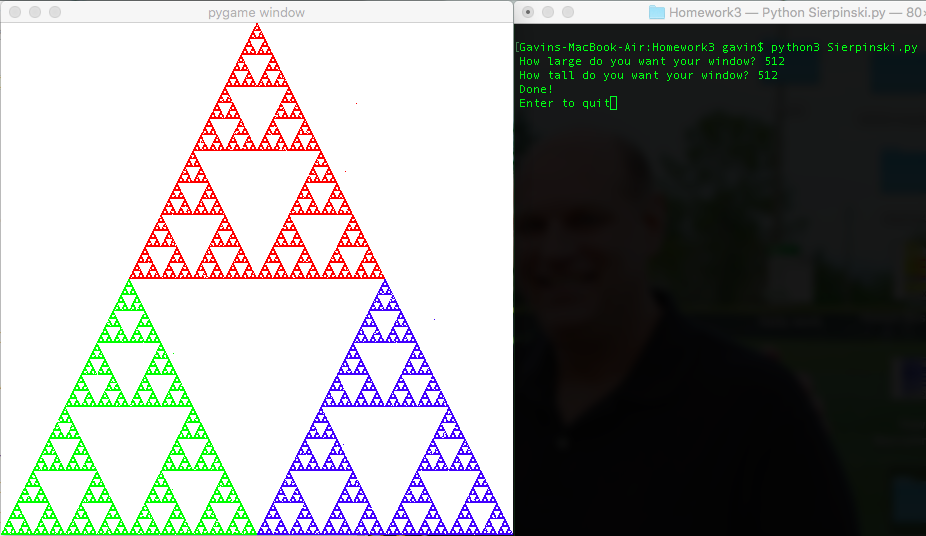 pygame window
Homework3 — Python Sierpinski.py — 80×
[Gavins-MacBook-Air:Homework3 gavin$ python3 Sierpinski.py
How large do you want your window? 512
How tall do you want your window? 512
Done!
Enter to quit